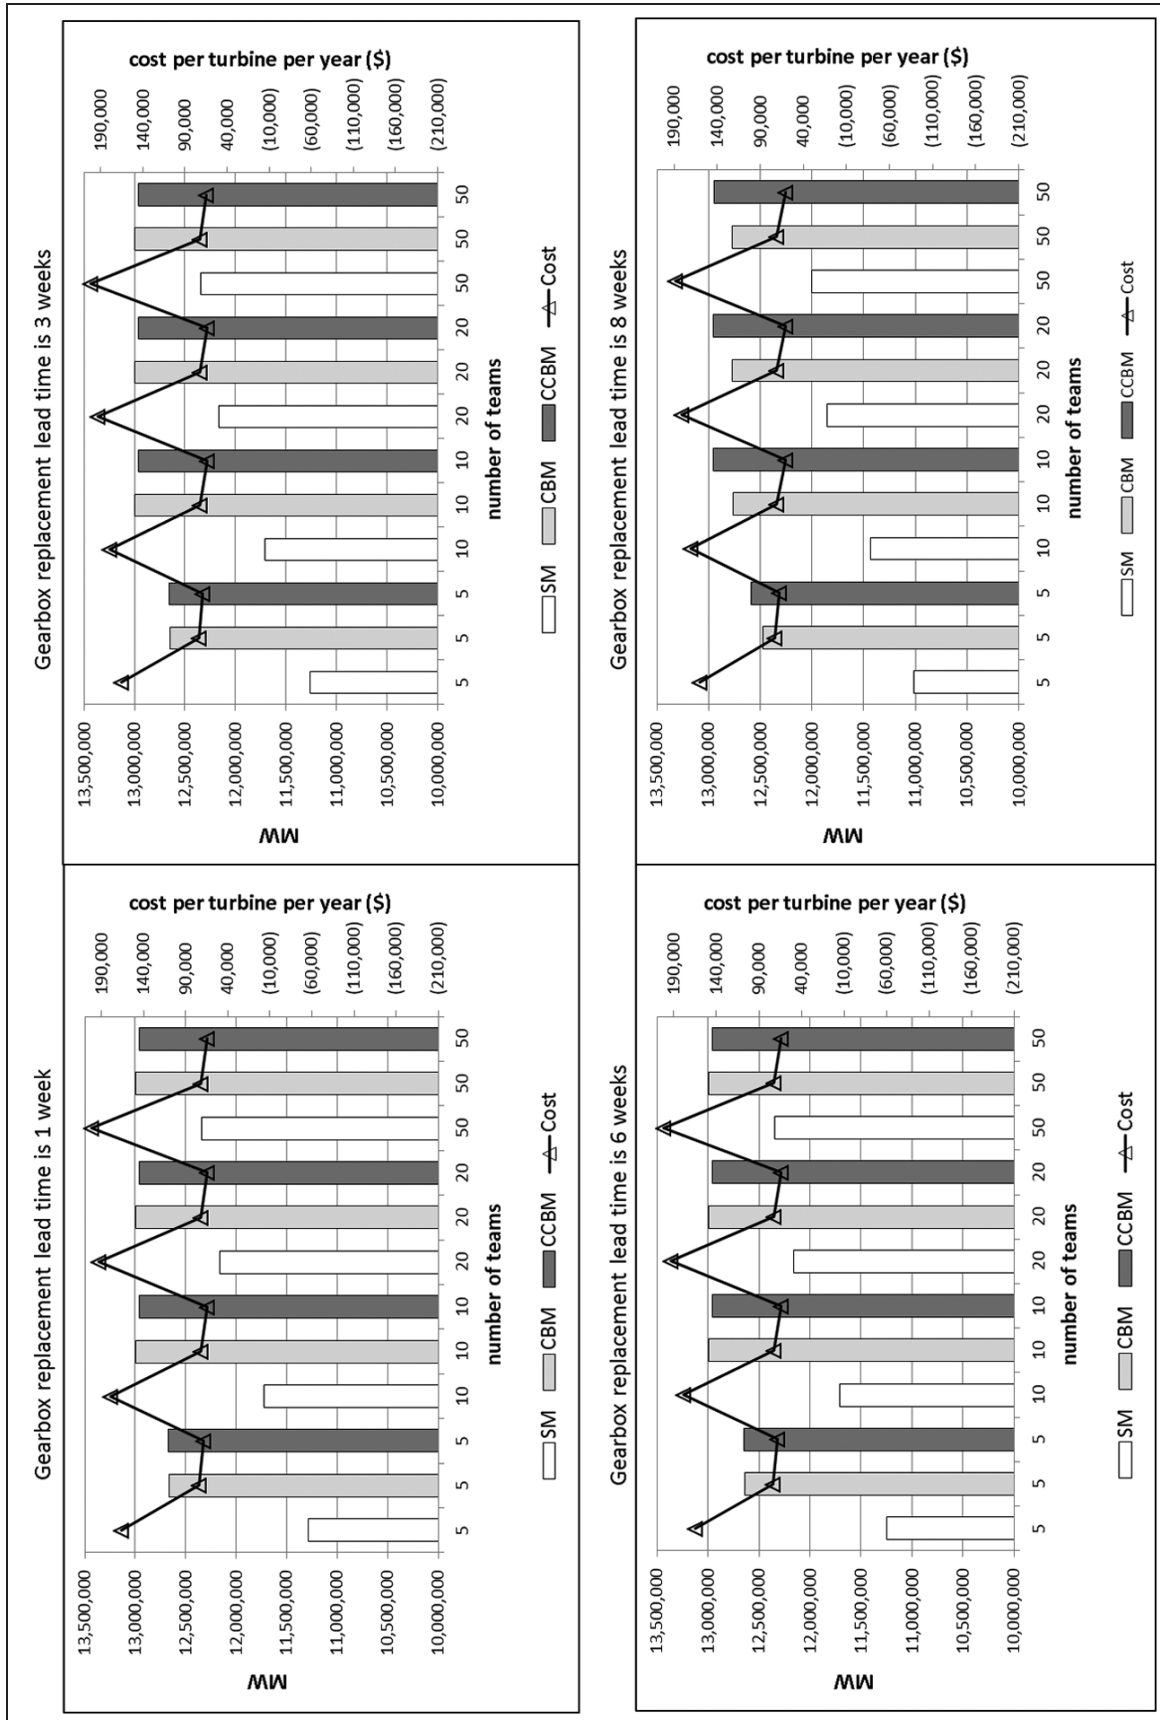 Gearbox replacement lead time is 1 week
MW
13,500,000
13,000,000
12,500,000
12,000,000
11,500,000
11,000,000
10,500,000
10,000,000
5 5 5 10 10 10 20 20 20 50 50 50
number of teams
190,000
140,000
90,000
40,000
(10,000)
(60,000)
(110,000)
(160,000)
(210,000)
cost per turbine per year ($)
SM CBM CCBM Cost
Gearbox replacement lead time is 3 weeks
MW
13,500,000
13,000,000
12,500,000
12,000,000
11,500,000
11,000,000
10,500,000
10,000,000
5 5 5 10 10 10 20 20 20 50 50 50
number of teams
190,000
140,000
90,000
40,000
(10,000)
(60,000)
(110,000)
(160,000)
(210,000)
cost per turbine per year ($)
SM CBM CCBM Cost
Gearbox replacement lead time is 6 weeks
MW
13,500,000
13,000,000
12,500,000
12,000,000
11,500,000
11,000,000
10,500,000
10,000,000
5 5 5 10 10 10 20 20 20 50 50 50
number of teams
190,000
140,000
90,000
40,000
(10,000)
(60,000)
(110,000)
(160,000)
(210,000)
cost per turbine per year ($)
SM CBM CCBM Cost
Gearbox replacement lead time is 8 weeks
MW
13,500,000
13,000,000
12,500,000
12,000,000
11,500,000
11,000,000
10,500,000
10,000,000
5 5 5 10 10 10 20 20 20 50 50 50
number of teams
190,000
140,000
90,000
40,000
(10,000)
(60,000)
(110,000)
(160,000)
(210,000)
cost per turbine per year ($)
SM CBM CCBM Cost